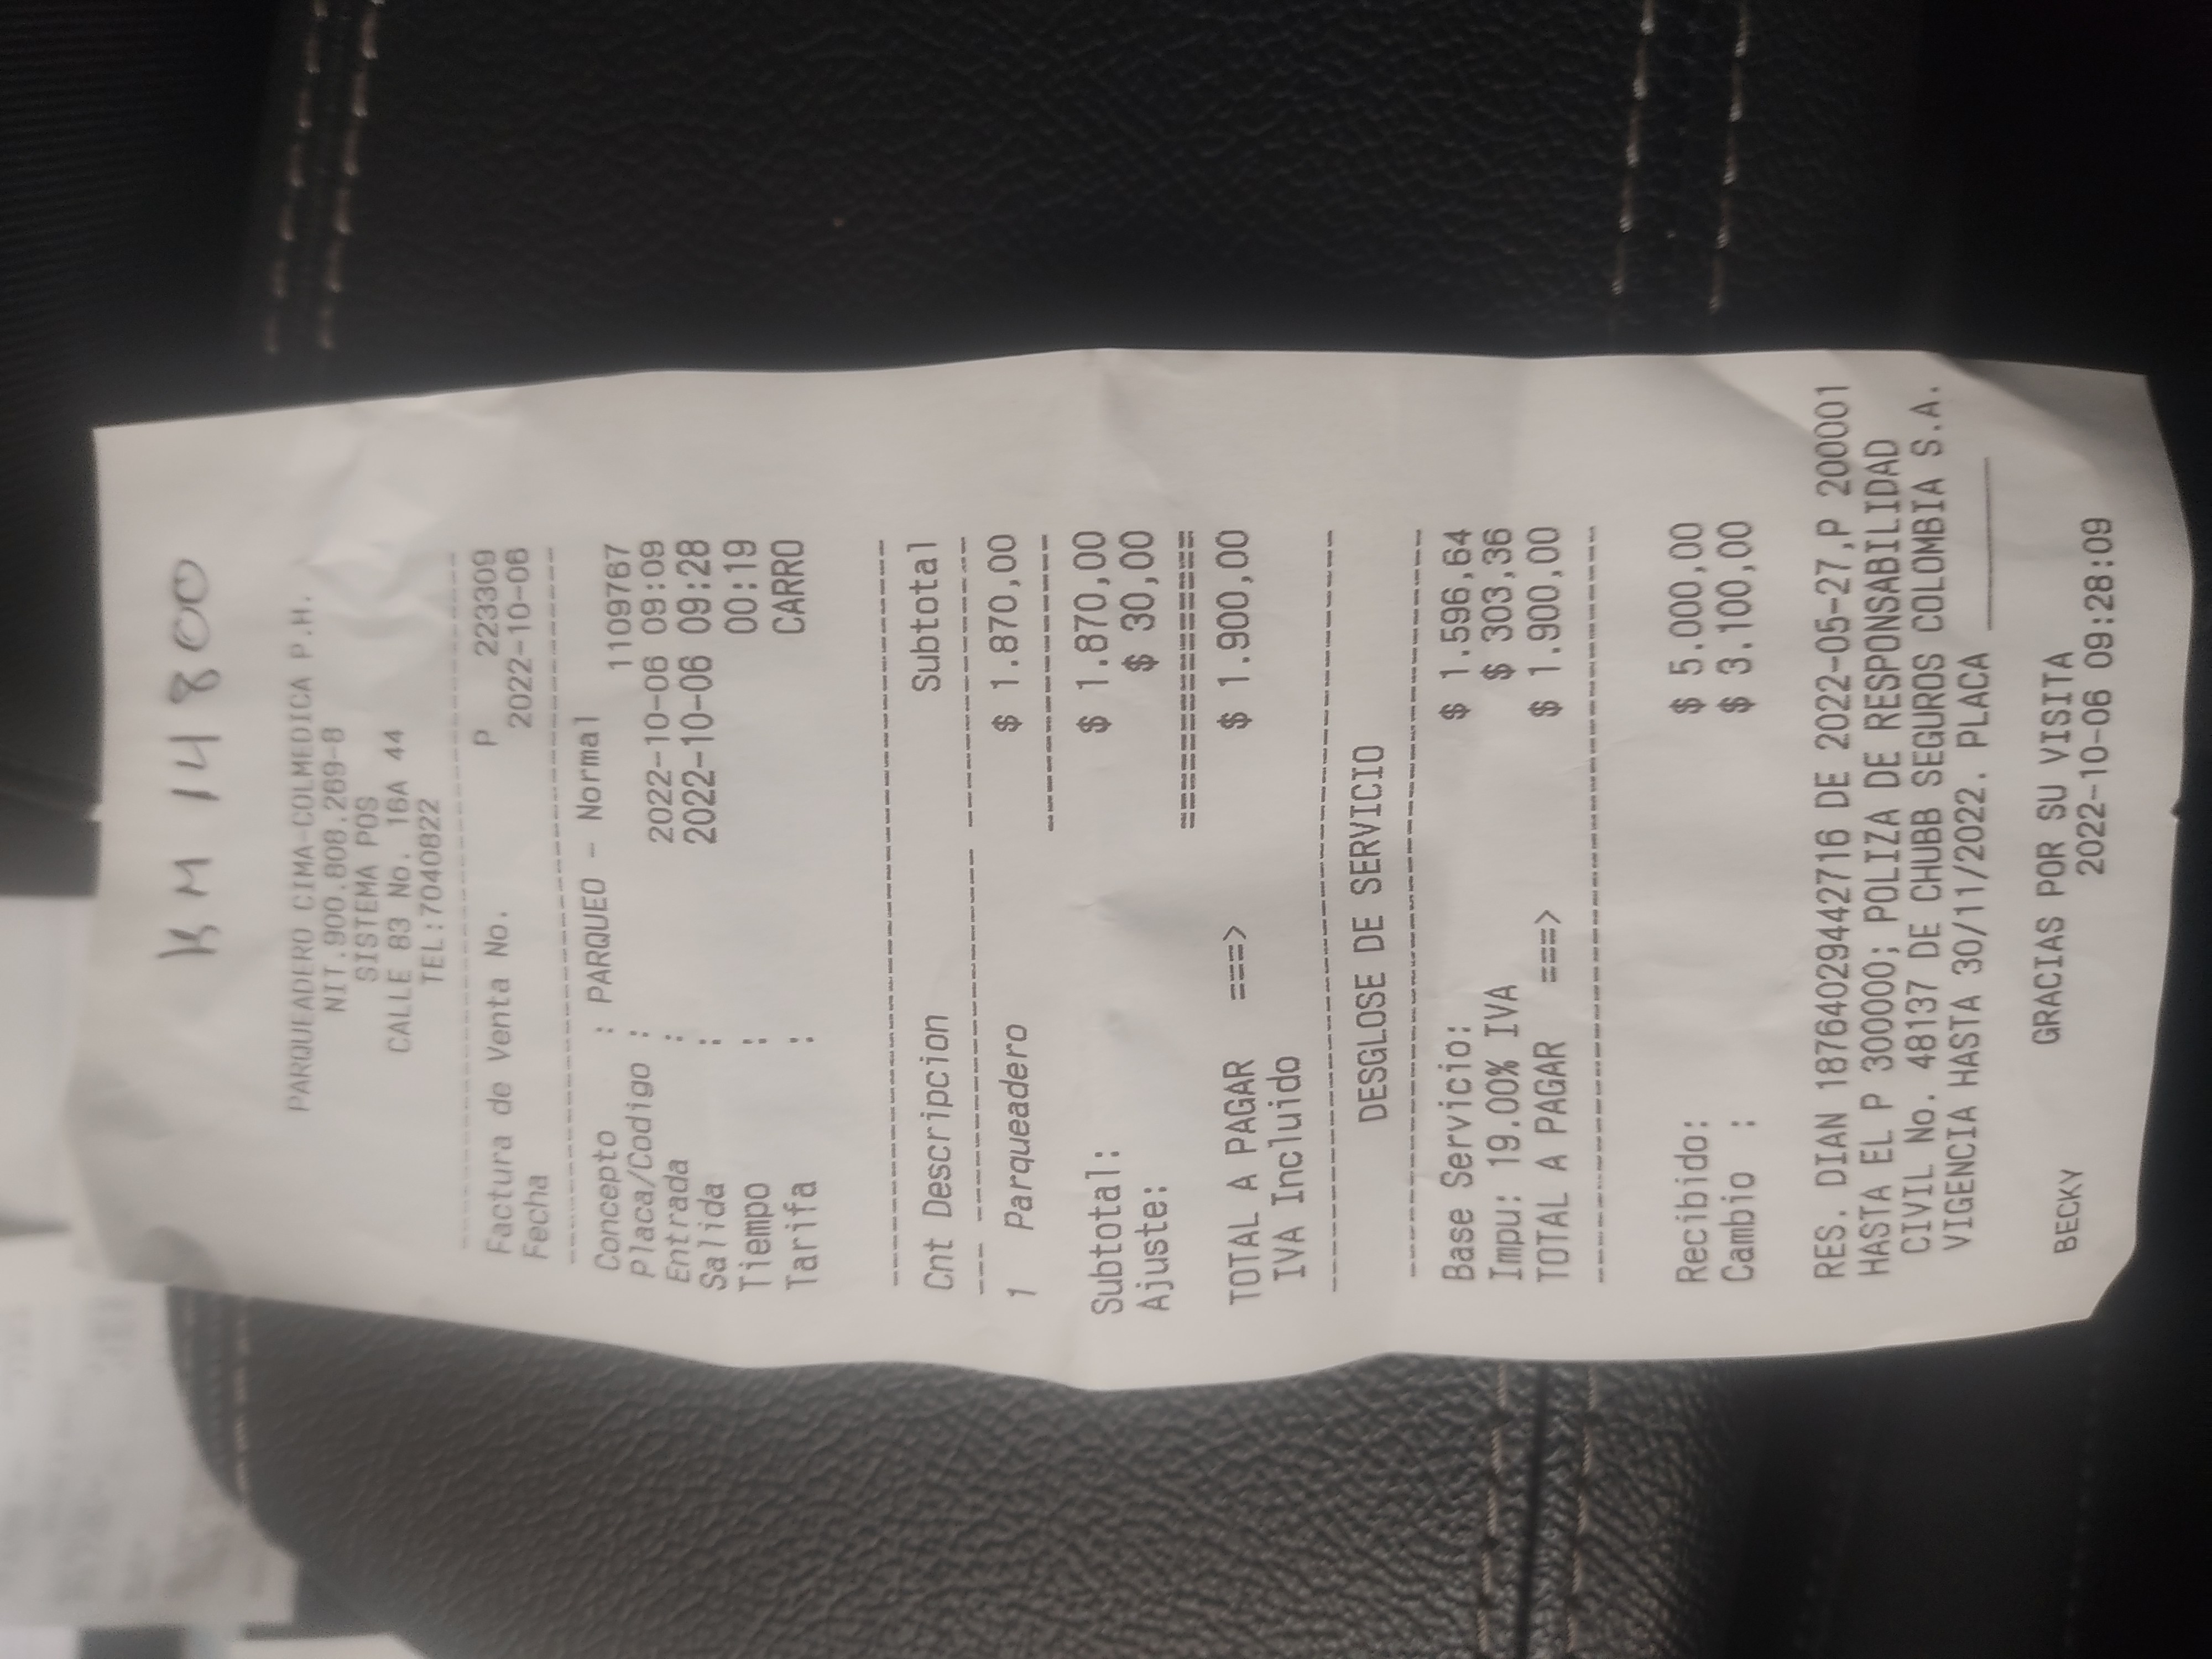 KM 14800
PARQUEADERO CIMA-COLMEDICA P.H.
NIT.900.808.269-8
SISTEMA POS
CALLE 83 No. 16A 44
TEL:7040822
Factura de Venta No. P 223309
Fecha 2022-10-06
Concepto : PARQUEO - Normal
Placa/Codigo : 1109767
Entrada : 2022-10-06 09:09
Salida : 2022-10-06 09:28
Tiempo : 00:19
Tarifa : CARRO
Cnt Descripcion Subtotal
1 Parqueadero $ 1.870,00
Subtotal: $ 1.870,00
Ajuste: $ 30,00
TOTAL A PAGAR ===> $ 1.900,00
IVA Incluido
DESGLOSE DE SERVICIO
Base Servicio: $ 1.596,64
Impu: 19.00% IVA $ 303,36
TOTAL A PAGAR ===> $ 1.900,00
Recibido: $ 5.000,00
Cambio : $ 3.100,00
RES. DIAN 18764029442716 DE 2022-05-27,P 200001
HASTA EL P 300000; POLIZA DE RESPONSABILIDAD
CIVIL No. 48137 DE CHUBB SEGUROS COLOMBIA S.A.
VIGENCIA HASTA 30/11/2022. PLACA ________
GRACIAS POR SU VISITA
BECKY 2022-10-06 09:28:09